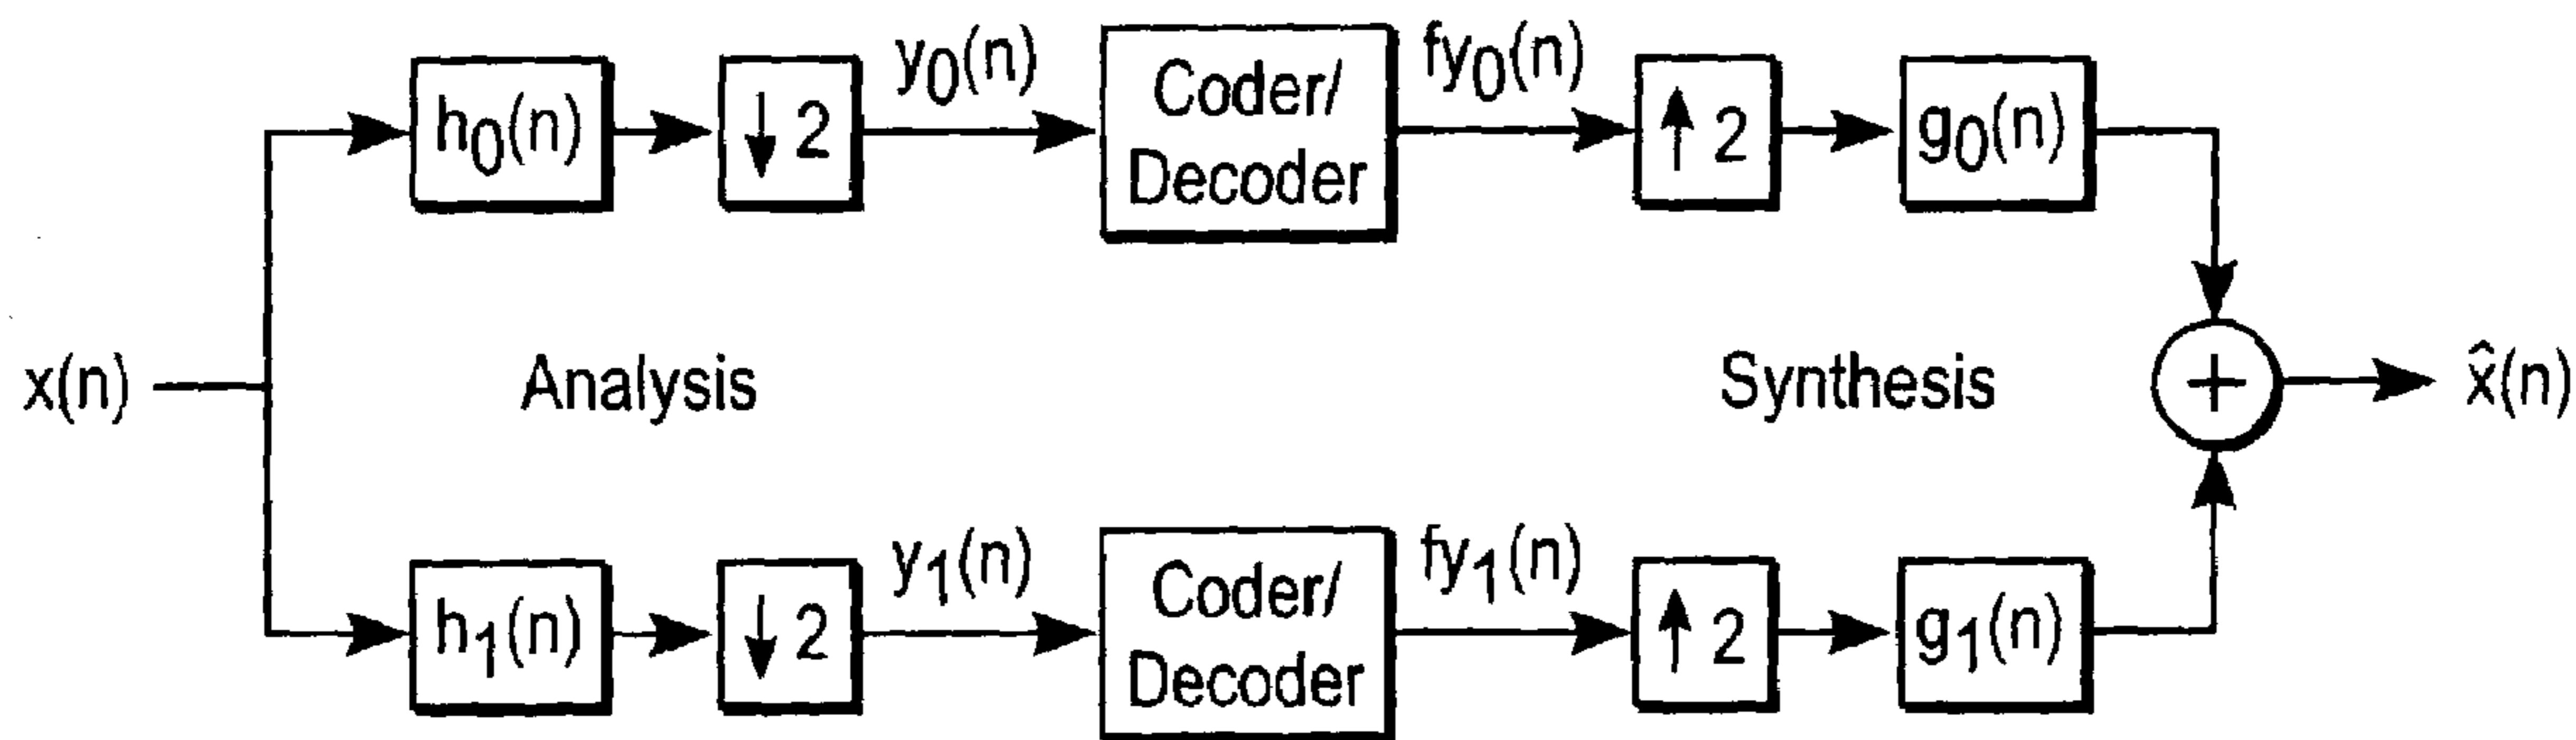 y₀(n)
fy₀(n)
h₀(n)
↓ 2
Coder/
Decoder
↑ 2
g₀(n)
x(n)
Analysis
Synthesis
+
x̂(n)
y₁(n)
fy₁(n)
h₁(n)
↓ 2
Coder/
Decoder
↑ 2
g₁(n)